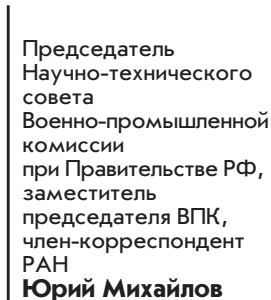 Председатель
Научно-технического
совета
Военно-промышленной
комиссии
при Правительстве РФ,
заместитель
председателя ВПК,
член-корреспондент
РАН
Юрий Михайлов